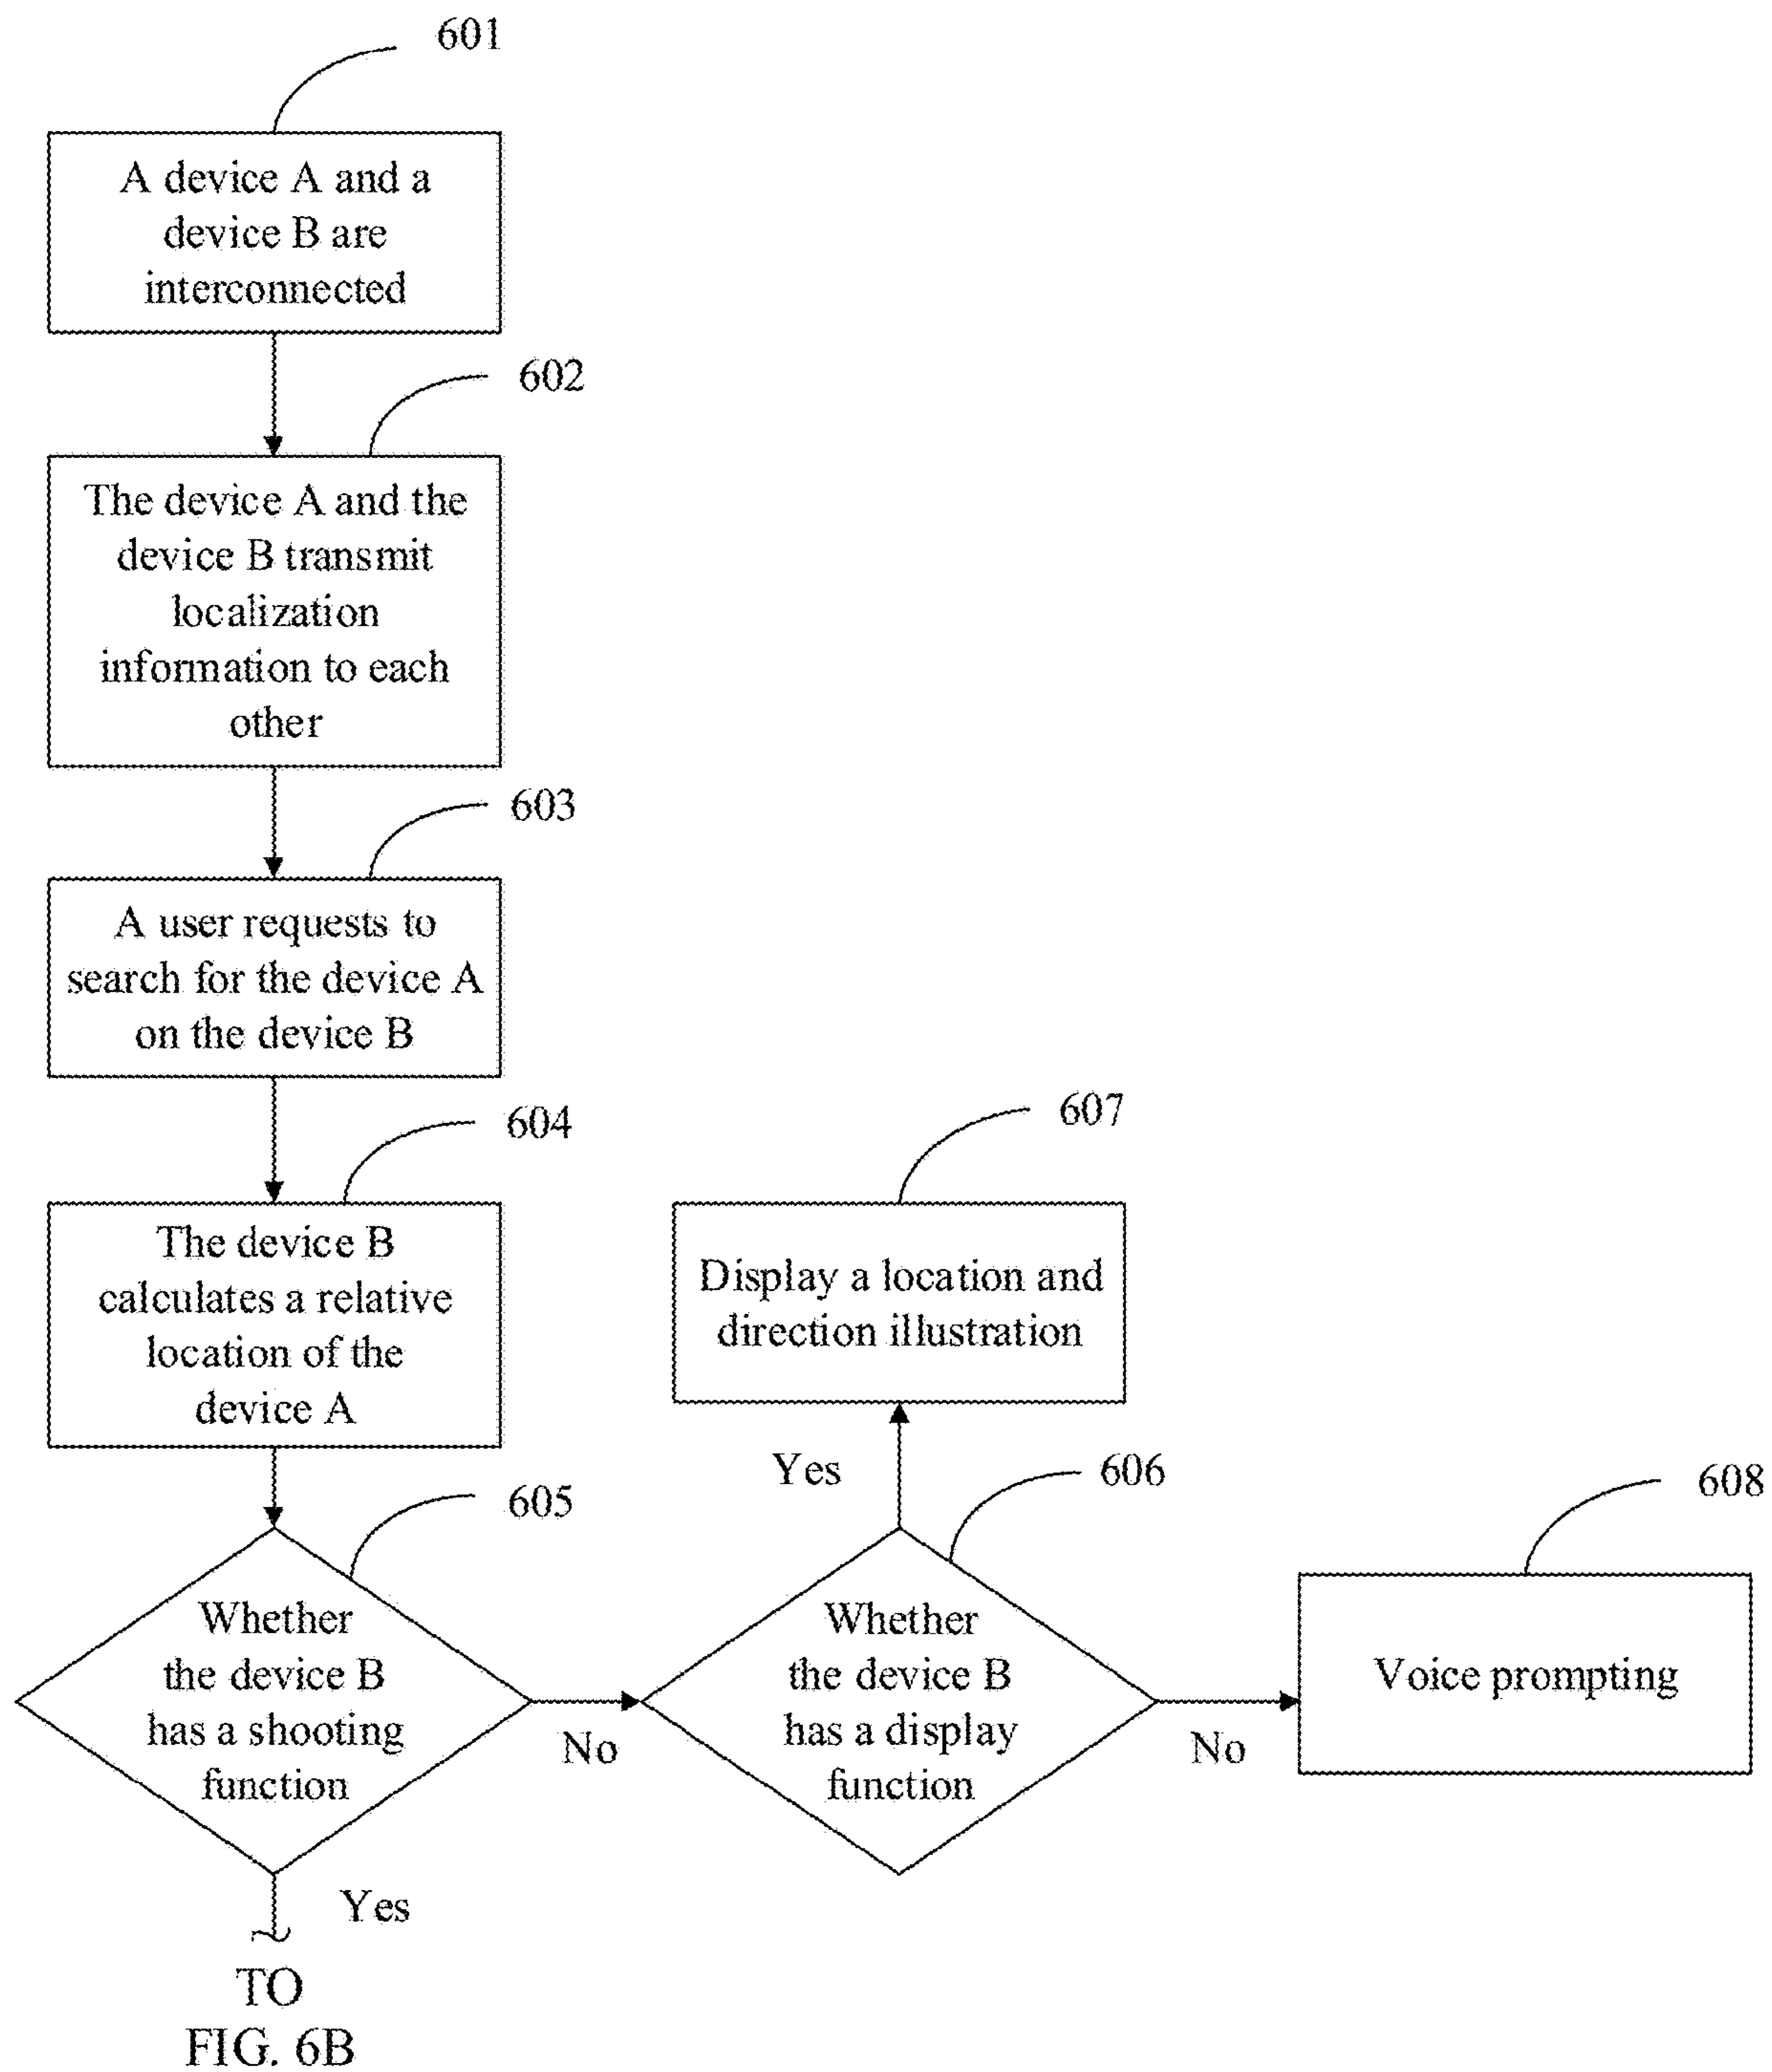 601
A device A and a
device B are
interconnected
602
The device A and the
device B transmit
localization
information to each
other
603
A user requests to
search for the device A
on the device B
604
The device B
calculates a relative
location of the
device A
607
Display a location and
direction illustration
Yes
605
Whether
the device B
has a shooting
function
No
606
Whether
the device B
has a display
function
No
608
Voice prompting
Yes
TO
FIG. 6B